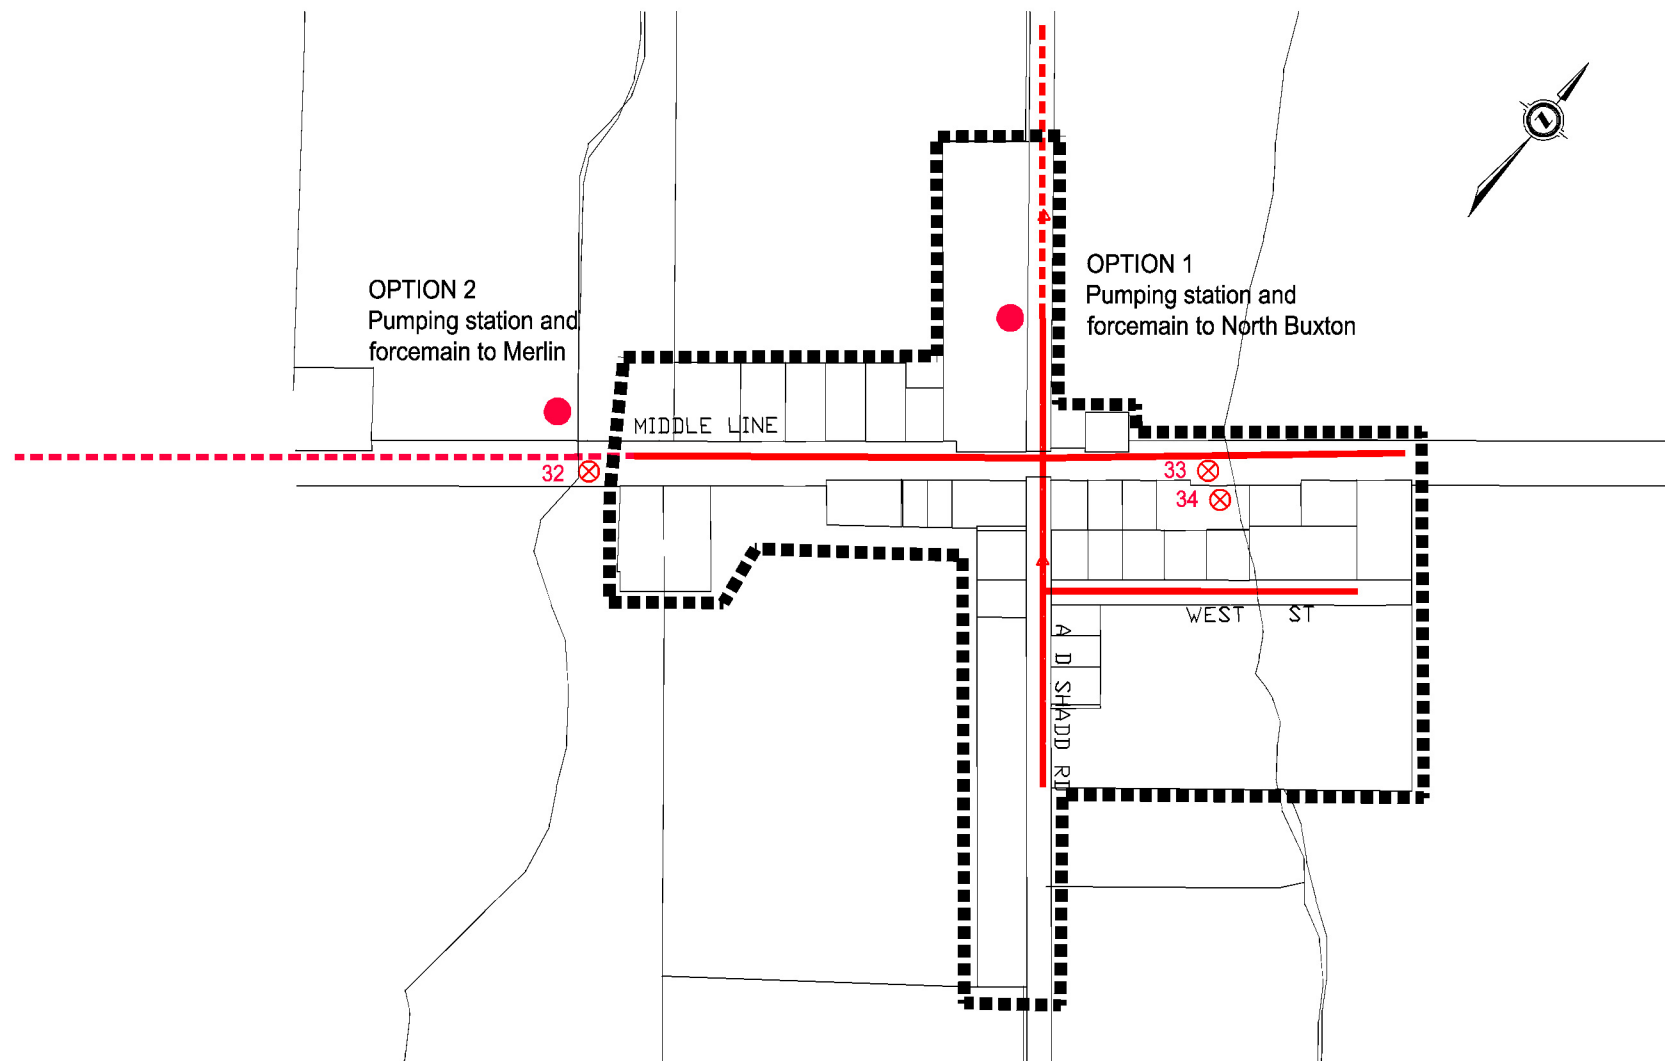 OPTION 2
Pumping station and
forcemain to Merlin
OPTION 1
Pumping station and
forcemain to North Buxton
MIDDLE LINE
32
33
34
WEST ST
A D SHADD RD
Z